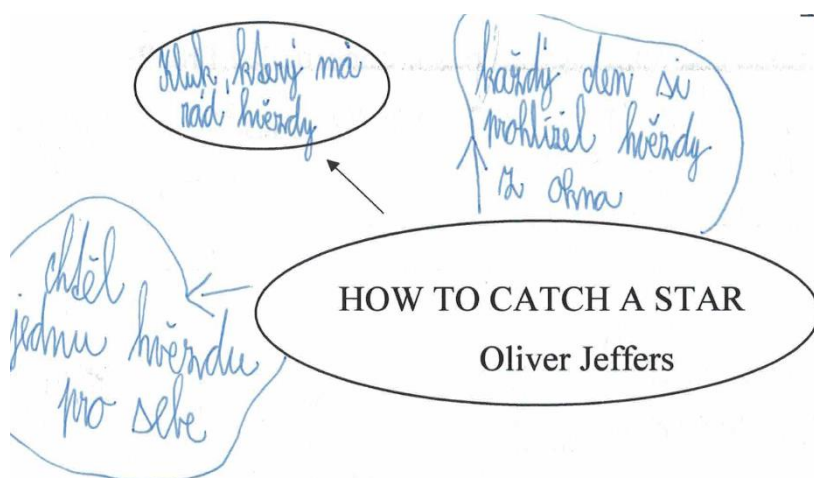 Kluk, který má
rád hvězdy
každý den si
prohlížel hvězdy
z okna
chtěl
jednu hvězdu
pro sebe
HOW TO CATCH A STAR
Oliver Jeffers